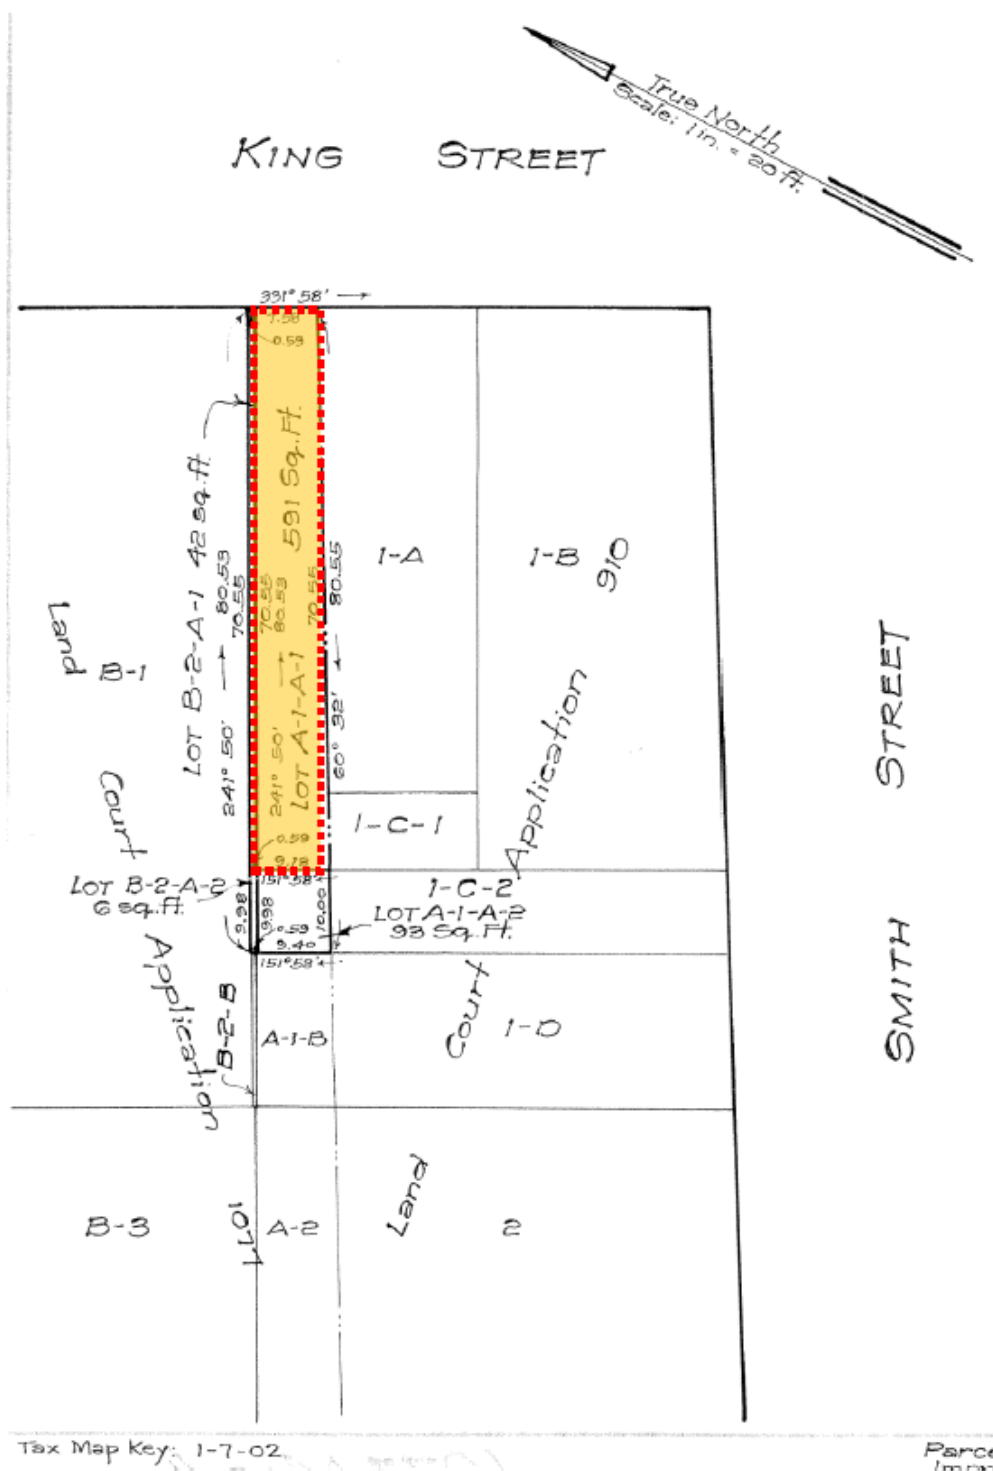 True North
Scale: 1 in. = 20 ft.
KING STREET
331° 58'
7.58
0.59
LOT B-2-A-1 42 sq.ft.
241° 50' 80.53
70.55
LOT A-1-A-1 591 Sq.Ft.
241° 50' 80.53
70.55
70.55
60° 32' 80.55
1-A
1-B
910
Land
B-1
Court
Application
1-C-1
0.59
9.18
151°58'
LOT B-2-A-2
6 sq.ft.
9.98
9.98
10.00
1-C-2
LOT A-1-A-2
93 Sq.Ft.
0.59
9.40
151°58'
Application
B-2-B
A-1-B
Court
1-D
STREET
SMITH
B-3
1077
A-2
Land
2
Tax Map Key: 1-7-02
Parce